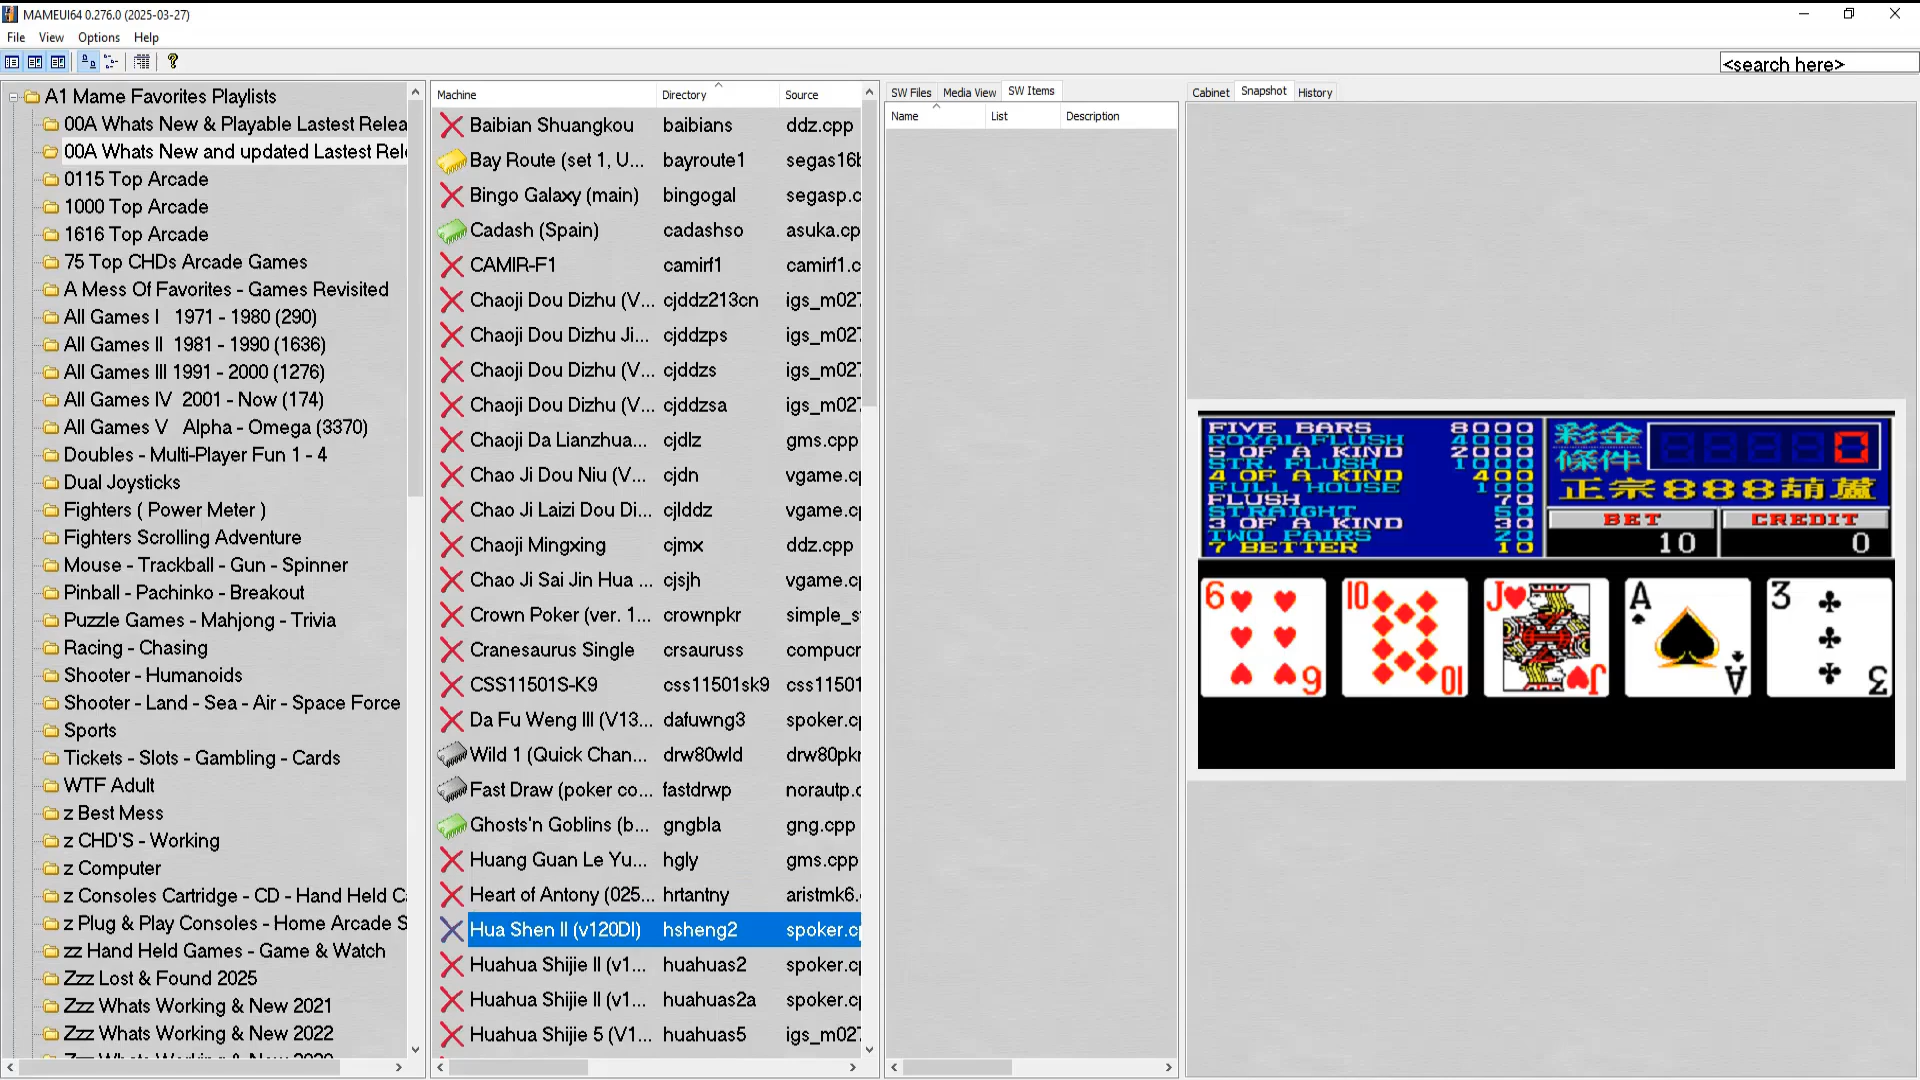 MAMEUI64 0.276.0 (2025-03-27)
File View Options Help
<search here>
A1 Mame Favorites Playlists
00A Whats New & Playable Lastest Relea
00A Whats New and updated Lastest Rel
0115 Top Arcade
1000 Top Arcade
1616 Top Arcade
75 Top CHDs Arcade Games
A Mess Of Favorites - Games Revisited
All Games I 1971 - 1980 (290)
All Games II 1981 - 1990 (1636)
All Games III 1991 - 2000 (1276)
All Games IV 2001 - Now (174)
All Games V Alpha - Omega (3370)
Doubles - Multi-Player Fun 1 - 4
Dual Joysticks
Fighters ( Power Meter )
Fighters Scrolling Adventure
Mouse - Trackball - Gun - Spinner
Pinball - Pachinko - Breakout
Puzzle Games - Mahjong - Trivia
Racing - Chasing
Shooter - Humanoids
Shooter - Land - Sea - Air - Space Force
Sports
Tickets - Slots - Gambling - Cards
WTF Adult
z Best Mess
z CHD'S - Working
z Computer
z Consoles Cartridge - CD - Hand Held C
z Plug & Play Consoles - Home Arcade S
zz Hand Held Games - Game & Watch
Zzz Lost & Found 2025
Zzz Whats Working & New 2021
Zzz Whats Working & New 2022
Machine Directory Source
Baibian Shuangkou baibians ddz.cpp
Bay Route (set 1, U... bayroute1 segas16b
Bingo Galaxy (main) bingogal segasp.c
Cadash (Spain) cadashso asuka.cp
CAMIR-F1 camirf1 camirf1.c
Chaoji Dou Dizhu (V... cjddz213cn igs_m027
Chaoji Dou Dizhu Ji... cjddzps igs_m027
Chaoji Dou Dizhu (V... cjddzs igs_m027
Chaoji Dou Dizhu (V... cjddzsa igs_m027
Chaoji Da Lianzhua... cjdlz gms.cpp
Chao Ji Dou Niu (V... cjdn vgame.cp
Chao Ji Laizi Dou Di... cjlddz vgame.cp
Chaoji Mingxing cjmx ddz.cpp
Chao Ji Sai Jin Hua ... cjsjh vgame.cp
Crown Poker (ver. 1... crownpkr simple_s
Cranesaurus Single crsauruss compucr
CSS11501S-K9 css11501sk9 css11501
Da Fu Weng III (V13... dafuwng3 spoker.cp
Wild 1 (Quick Chan... drw80wld drw80pkr
Fast Draw (poker co... fastdrwp norautp.c
Ghosts'n Goblins (b... gngbla gng.cpp
Huang Guan Le Yu... hgly gms.cpp
Heart of Antony (025... hrtantny aristmk6.
Hua Shen II (v120DI) hsheng2 spoker.cp
Huahua Shijie II (v1... huahuas2 spoker.cp
Huahua Shijie II (v1... huahuas2a spoker.cp
Huahua Shijie 5 (V1... huahuas5 igs_m027
SW Files Media View SW Items
Name List Description
Cabinet Snapshot History
FIVE BARS 8000
ROYAL FLUSH 4000
5 OF A KIND 2000
STR. FLUSH 1000
4 OF A KIND 400
FULL HOUSE 100
FLUSH 70
STRAIGHT 50
3 OF A KIND 30
TWO PAIRS 20
7 BETTER 10
彩金
條件
0
正宗888葫蘆
BET CREDIT
10 0
6 10 J A 3
6 10 J A 3